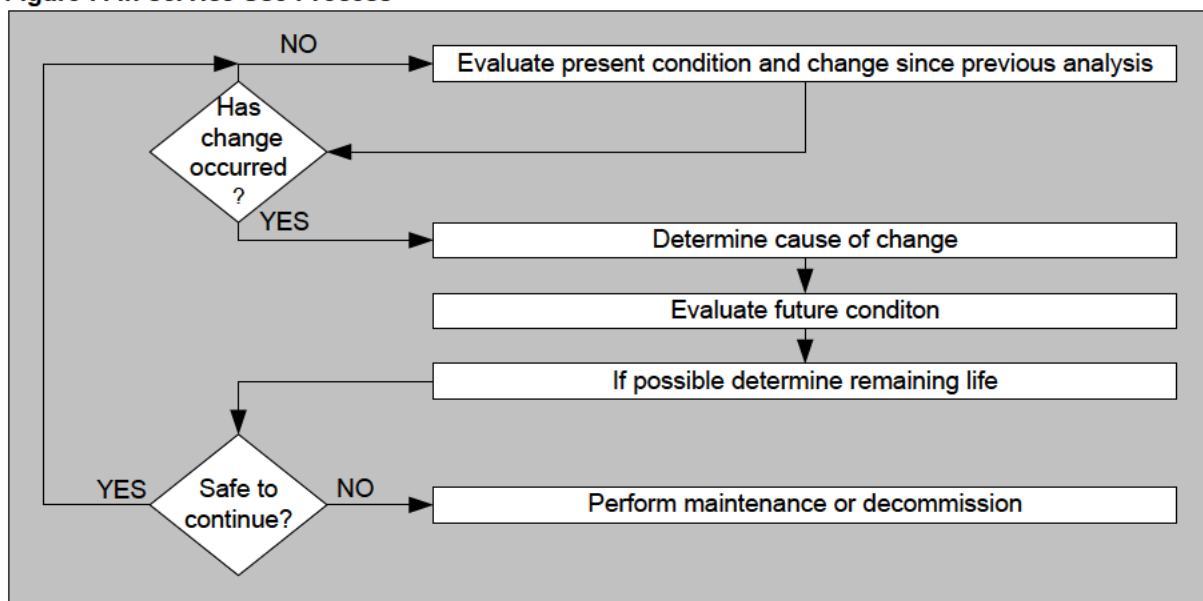 NO
Evaluate present condition and change since previous analysis
Has
change
occurred
?
YES
Determine cause of change
Evaluate future conditon
If possible determine remaining life
YES
Safe to
continue?
NO
Perform maintenance or decommission